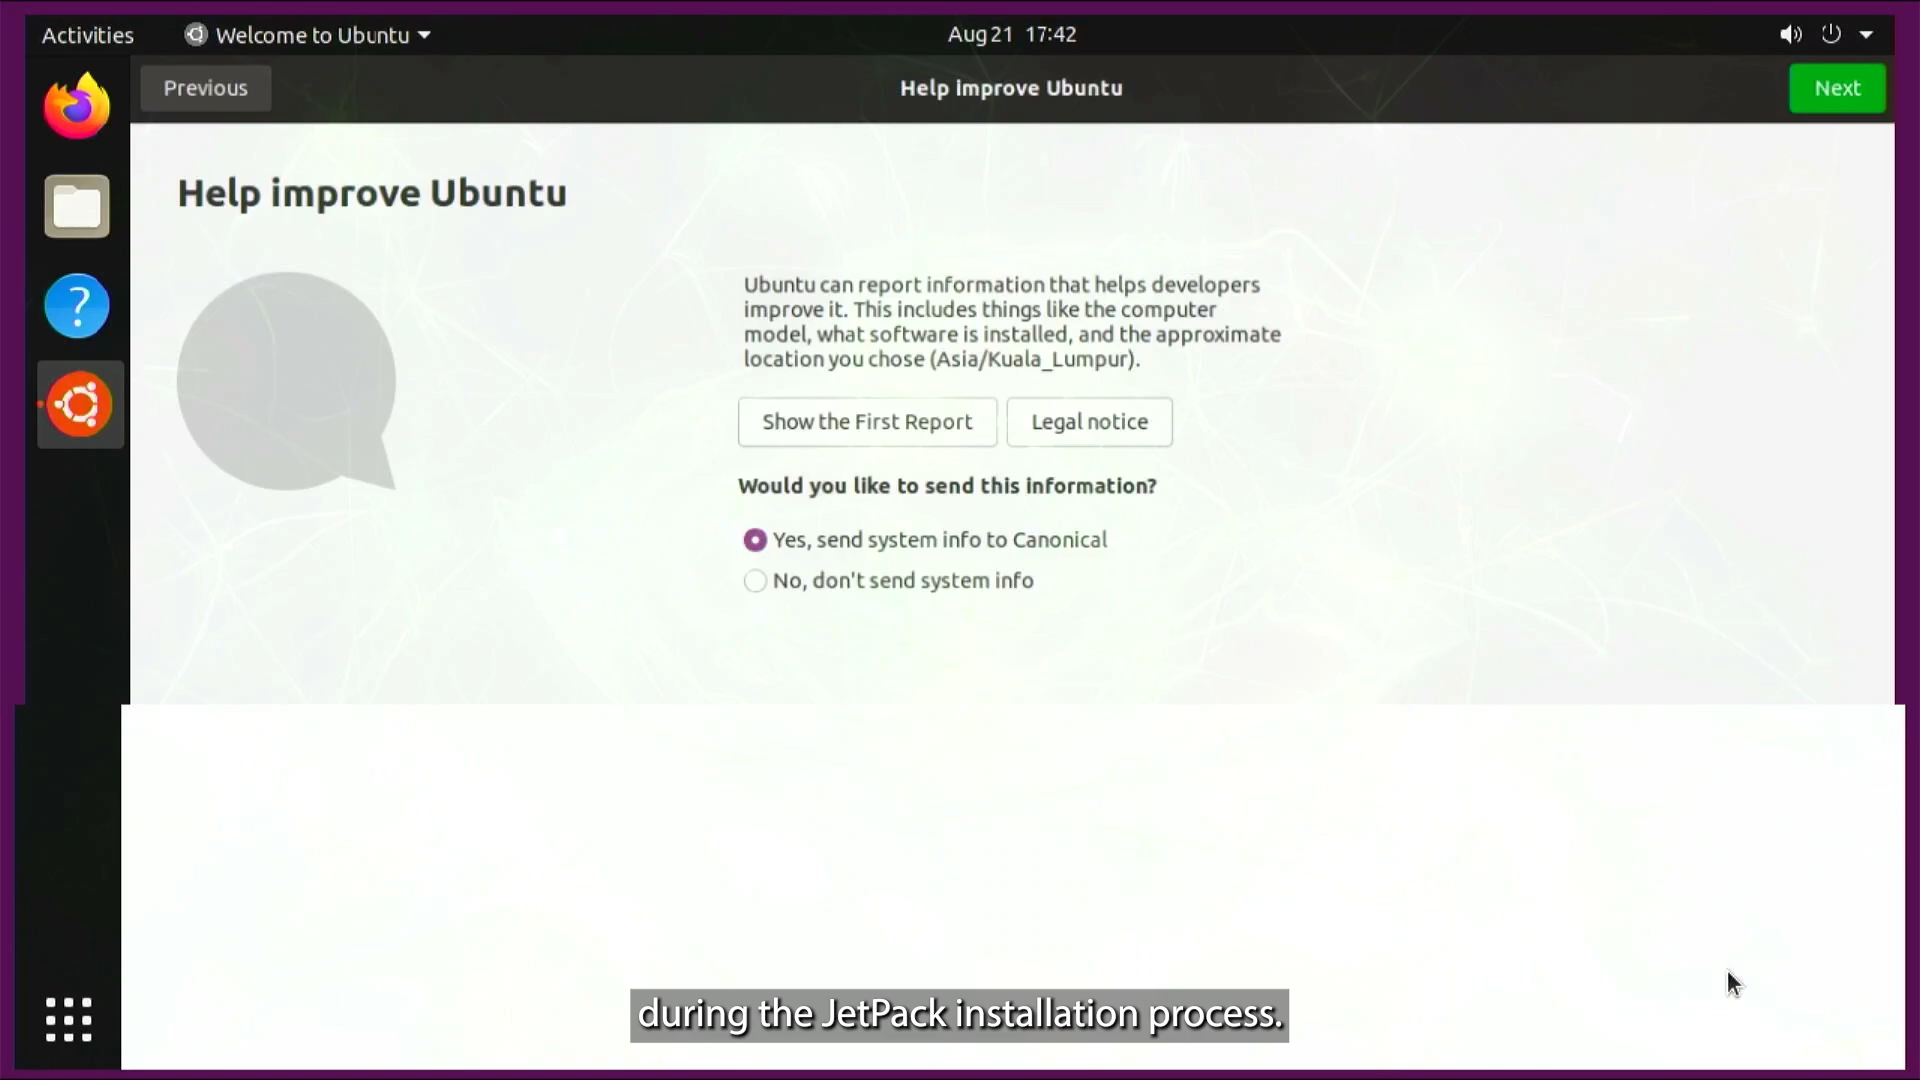 Activities
Welcome to Ubuntu
Aug 21 17:42
Previous
Help improve Ubuntu
Next
Help improve Ubuntu
Ubuntu can report information that helps developers
improve it. This includes things like the computer
model, what software is installed, and the approximate
location you chose (Asia/Kuala_Lumpur).
Show the First Report
Legal notice
Would you like to send this information?
Yes, send system info to Canonical
No, don't send system info
during the JetPack installation process.